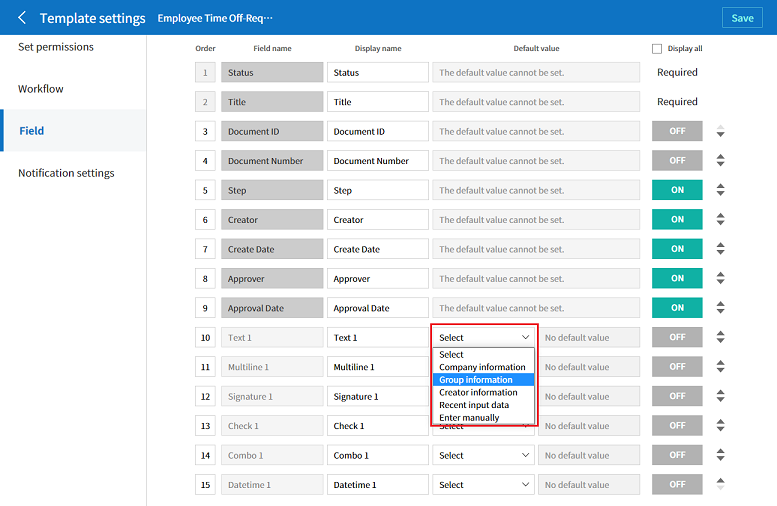 Template settings Employee Time Off-Req··· Save
Set permissions
Workflow
Field
Notification settings
Order Field name Display name Default value Display all
1 Status Status The default value cannot be set. Required
2 Title Title The default value cannot be set. Required
3 Document ID Document ID The default value cannot be set. OFF
4 Document Number Document Number The default value cannot be set. OFF
5 Step Step The default value cannot be set. ON
6 Creator Creator The default value cannot be set. ON
7 Create Date Create Date The default value cannot be set. ON
8 Approver Approver The default value cannot be set. ON
9 Approval Date Approval Date The default value cannot be set. ON
10 Text 1 Text 1 Select No default value OFF
Select
Company information
Group information
Creator information
Recent input data
Enter manually
11 Multiline 1 Multiline 1 No default value OFF
12 Signature 1 Signature 1 No default value OFF
13 Check 1 Check 1 Select No default value OFF
14 Combo 1 Combo 1 Select No default value OFF
15 Datetime 1 Datetime 1 Select No default value OFF